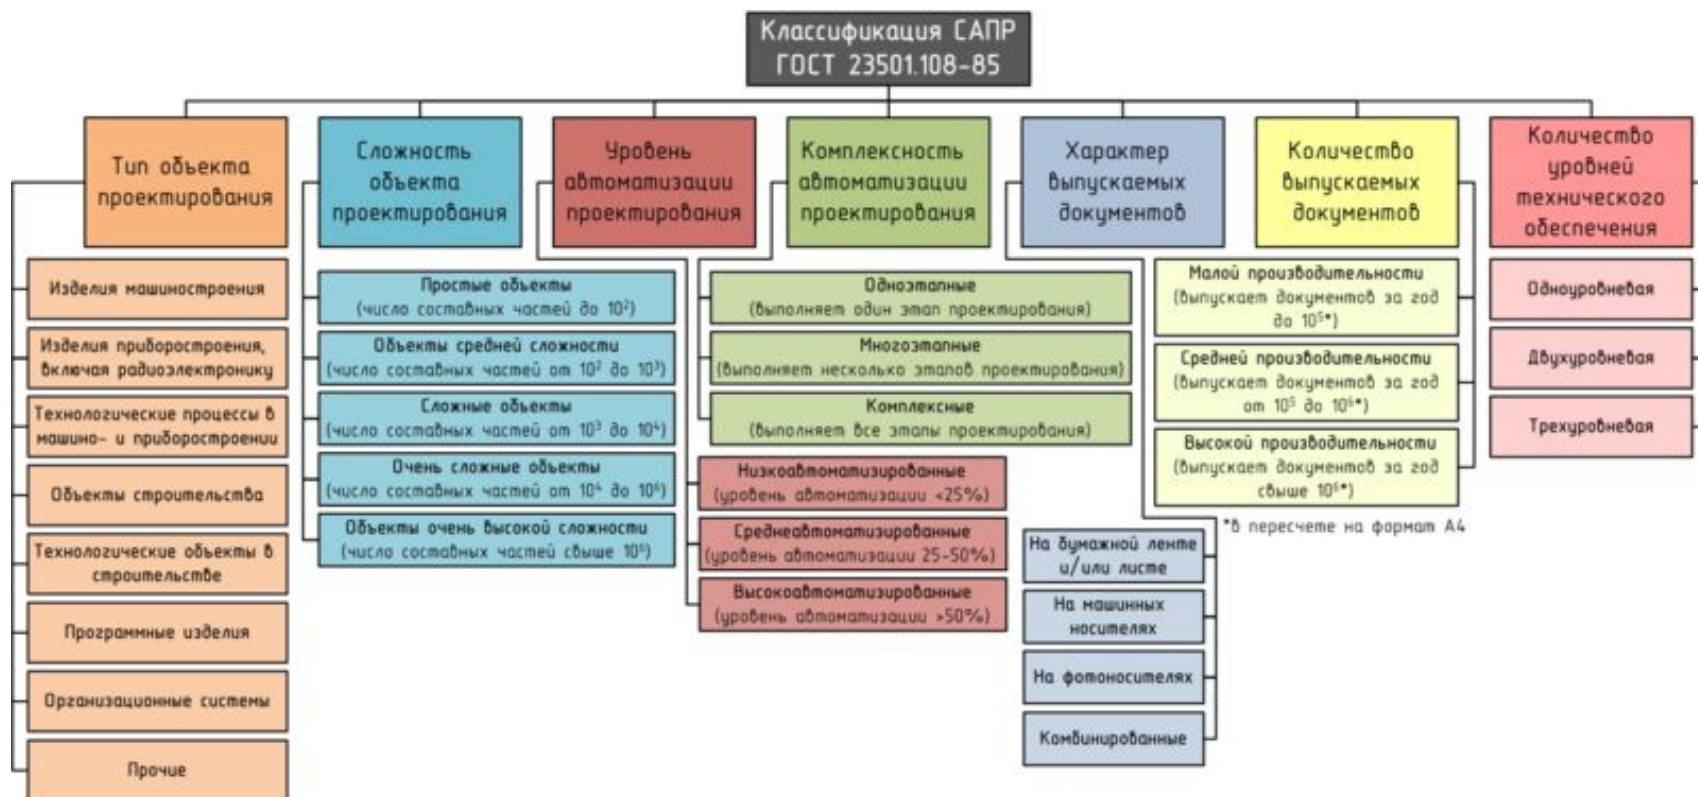 Классификация САПР
ГОСТ 23501.108-85
Тип объекта
проектирования
Сложность
объекта
проектирования
Уровень
автоматизации
проектирования
Комплексность
автоматизации
проектирования
Характер
выпускаемых
документов
Количество
выпускаемых
документов
Количество
уровней
технического
обеспечения
Изделия машиностроения
Изделия приборостроения,
включая радиоэлектронику
Технологические процессы в
машино- и приборостроении
Объекты строительства
Технологические объекты в
строительстве
Программные изделия
Организационные системы
Прочие
Простые объекты
(число составных частей до 10²)
Объекты средней сложности
(число составных частей от 10² до 10³)
Сложные объекты
(число составных частей от 10³ до 10⁴)
Очень сложные объекты
(число составных частей от 10⁴ до 10⁶)
Объекты очень высокой сложности
(число составных частей свыше 10⁶)
Низкоавтоматизированные
(уровень автоматизации <25%)
Среднеавтоматизированные
(уровень автоматизации 25-50%)
Высокоавтоматизированные
(уровень автоматизации >50%)
Одноэтапные
(выполняет один этап проектирования)
Многоэтапные
(выполняет несколько этапов проектирования)
Комплексные
(выполняет все этапы проектирования)
На бумажной ленте
и/или листе
На машинных
носителях
На фотоносителях
Комбинированные
Малой производительности
(выпускает документов за год
до 10⁵*)
Средней производительности
(выпускает документов за год
от 10⁵ до 10⁶*)
Высокой производительности
(выпускает документов за год
свыше 10⁶*)
*в пересчете на формат А4
Одноуровневая
Двухуровневая
Трехуровневая